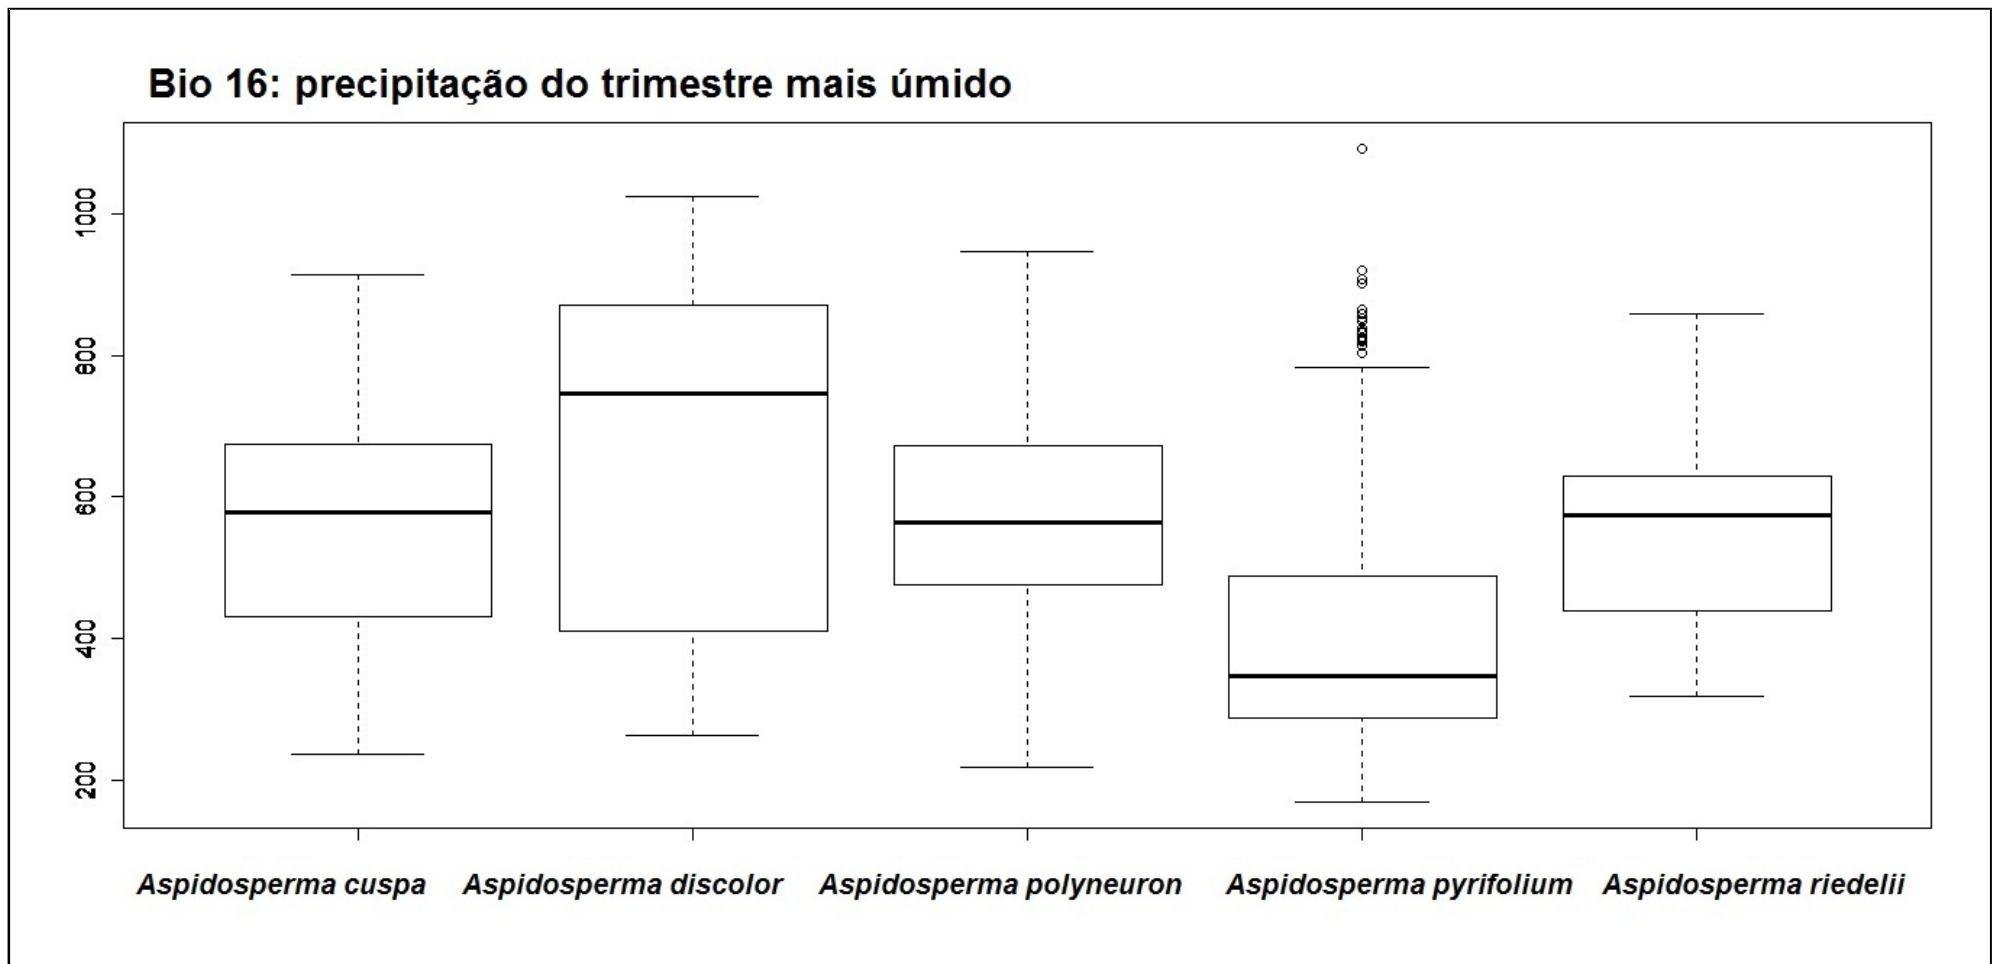 Bio 16: precipitação do trimestre mais úmido
1000
800
600
400
200
Aspidosperma cuspa Aspidosperma discolor Aspidosperma polyneuron Aspidosperma pyrifolium Aspidosperma riedelii